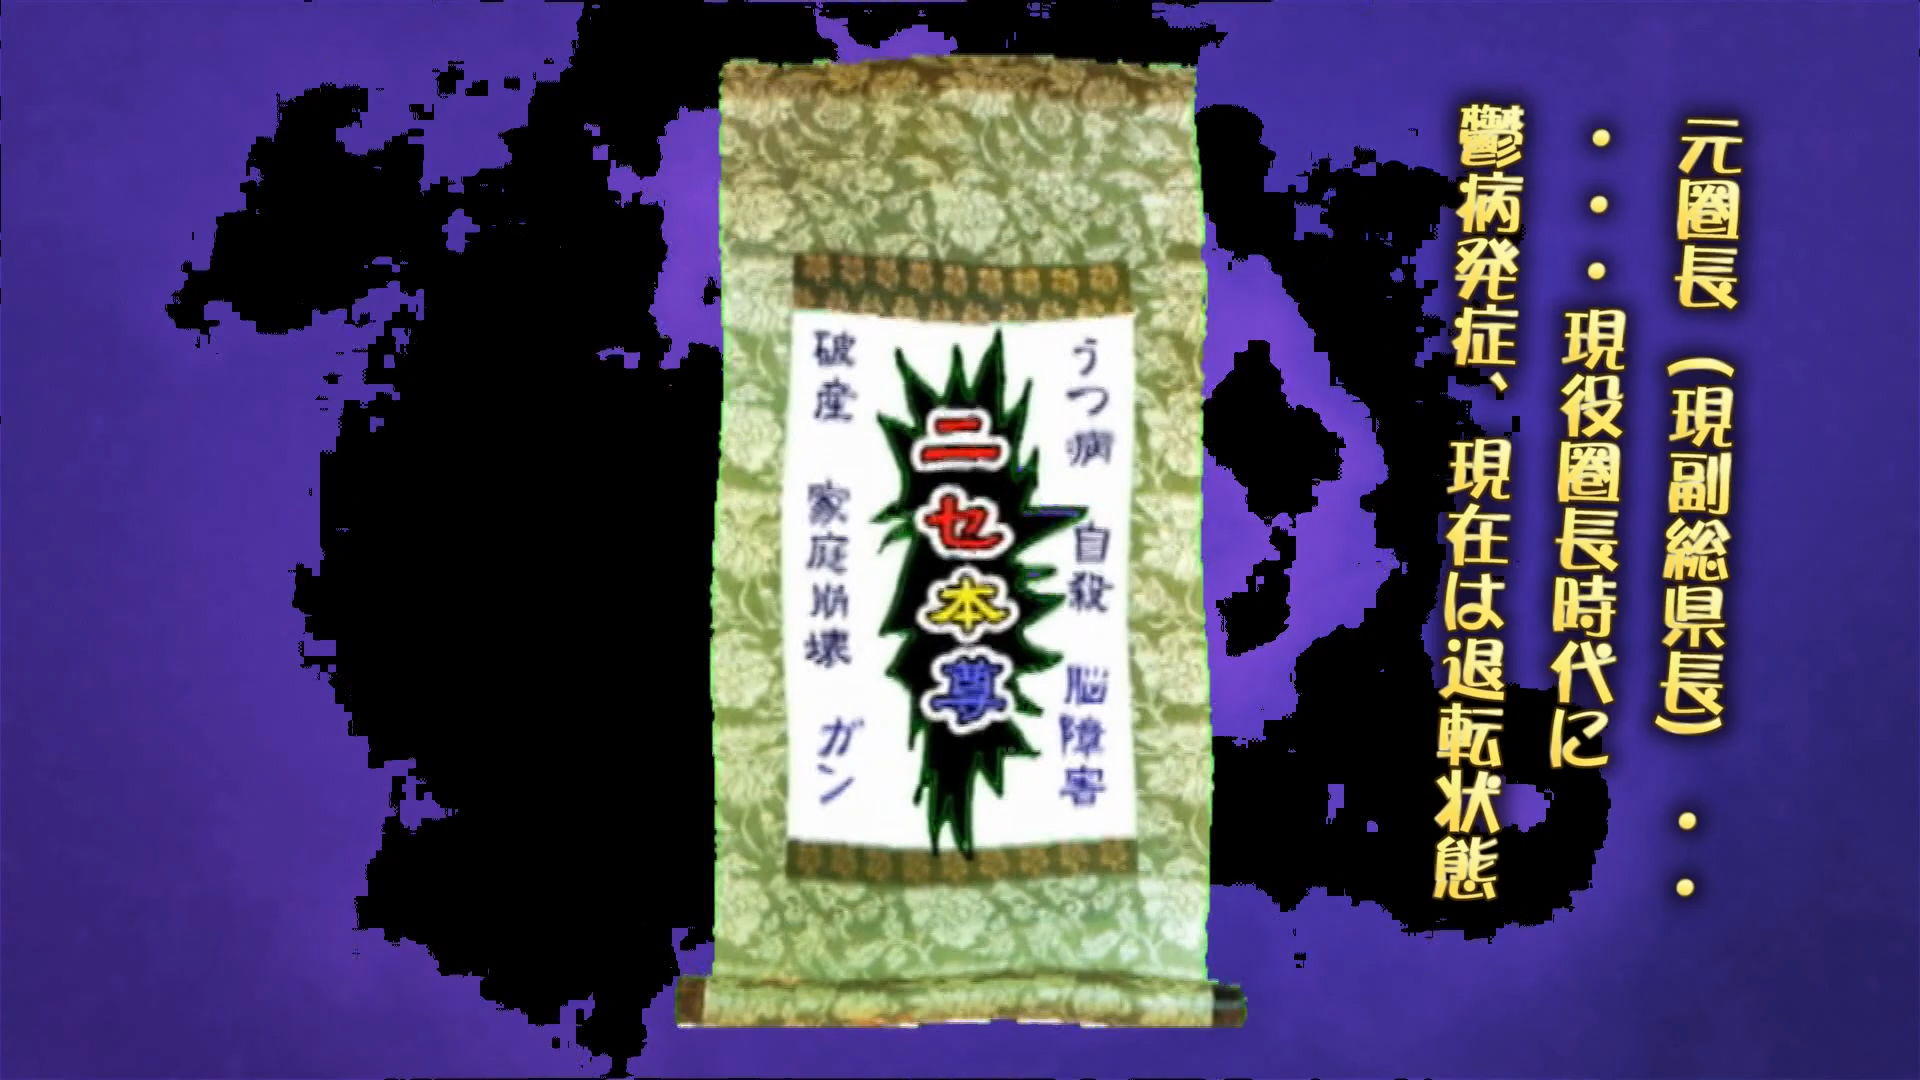 元圏長（現副総県長）・・
・・・現役圏長時代に
鬱病発症、現在は退転状態
うつ病 自殺 脳障害
ニセ本尊
破産 家庭崩壊 ガン